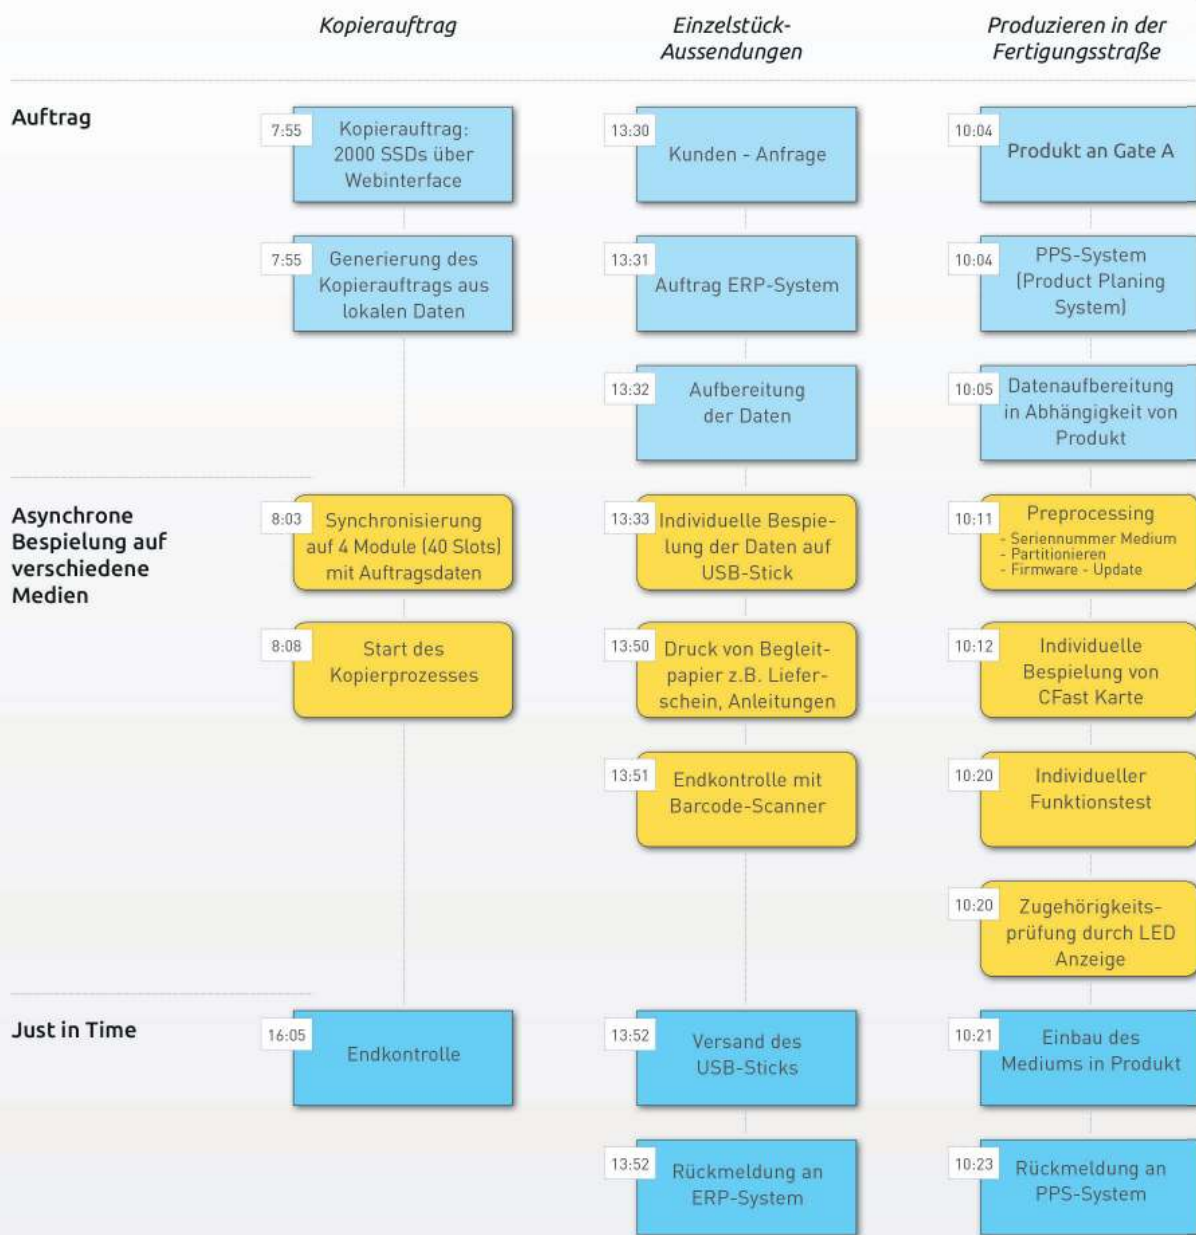 Kopierauftrag
Einzelstück-
Aussendungen
Produzieren in der
Fertigungsstraße
Auftrag
7:55
Kopierauftrag:
2000 SSDs über
Webinterface
13:30
Kunden - Anfrage
10:04
Produkt an Gate A
7:55
Generierung des
Kopierauftrags aus
lokalen Daten
13:31
Auftrag ERP-System
10:04
PPS-System
(Product Planing
System)
13:32
Aufbereitung
der Daten
10:05
Datenaufbereitung
in Abhängigkeit von
Produkt
Asynchrone
Bespielung auf
verschiedene
Medien
8:03
Synchronisierung
auf 4 Module (40 Slots)
mit Auftragsdaten
13:33
Individuelle Bespie-
lung der Daten auf
USB-Stick
10:11
Preprocessing
- Seriennummer Medium
- Partitionieren
- Firmware - Update
8:08
Start des
Kopierprozesses
13:50
Druck von Begleit-
papier z.B. Liefer-
schein, Anleitungen
10:12
Individuelle
Bespielung von
CFast Karte
13:51
Endkontrolle mit
Barcode-Scanner
10:20
Individueller
Funktionstest
10:20
Zugehörigkeits-
prüfung durch LED
Anzeige
Just in Time
16:05
Endkontrolle
13:52
Versand des
USB-Sticks
10:21
Einbau des
Mediums in Produkt
13:52
Rückmeldung an
ERP-System
10:23
Rückmeldung an
PPS-System